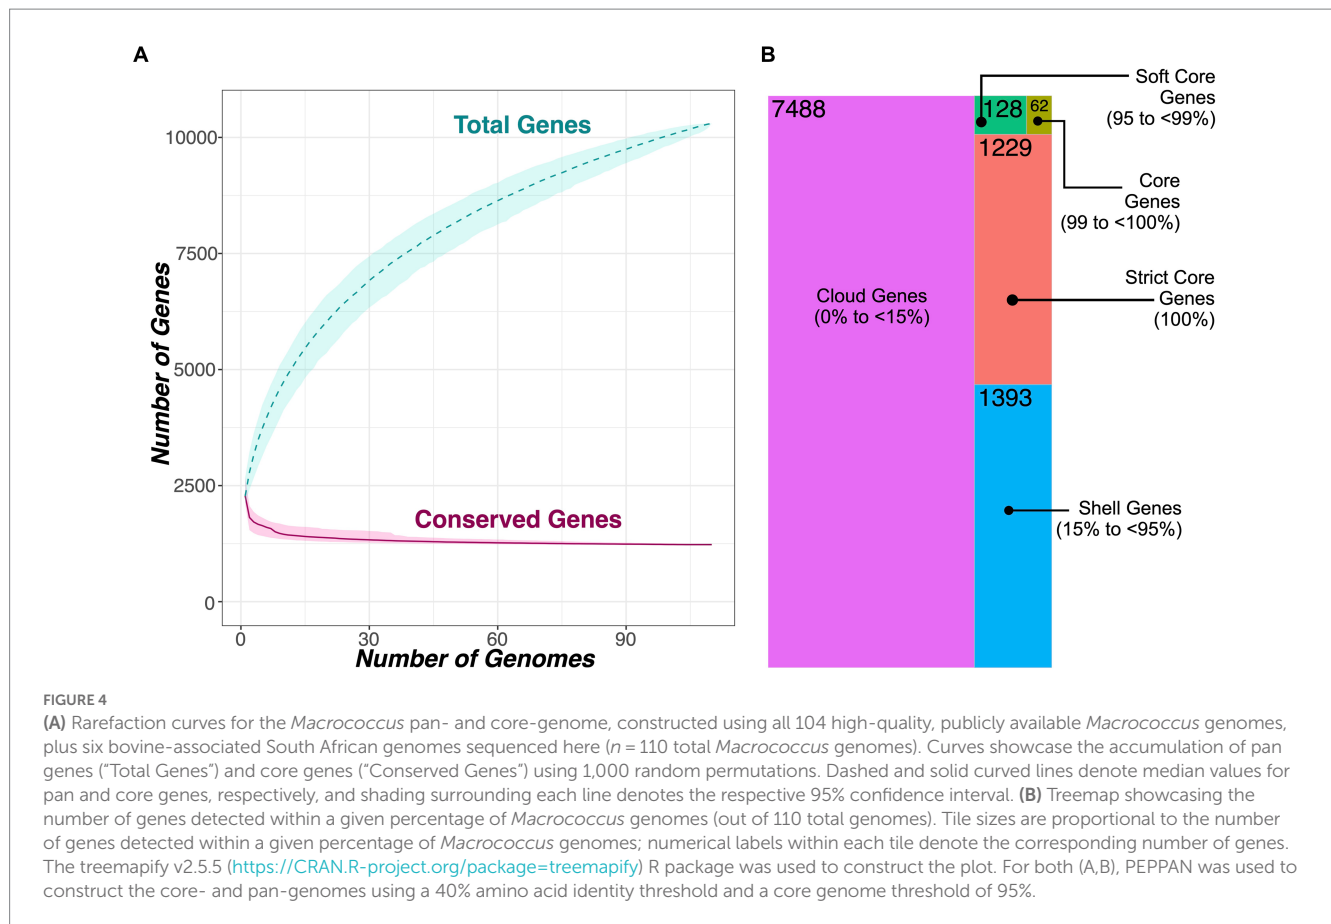 A
B
Total Genes
Conserved Genes
10000
7500
5000
2500
0
Number of Genes
0
30
60
90
Number of Genomes
7488
128
62
1229
1393
Cloud Genes
(0% to <15%)
Soft Core
Genes
(95 to <99%)
Core
Genes
(99 to <100%)
Strict Core
Genes
(100%)
Shell Genes
(15% to <95%)
FIGURE 4
(A) Rarefaction curves for the Macrococcus pan- and core-genome, constructed using all 104 high-quality, publicly available Macrococcus genomes,
plus six bovine-associated South African genomes sequenced here (n = 110 total Macrococcus genomes). Curves showcase the accumulation of pan
genes ("Total Genes") and core genes ("Conserved Genes") using 1,000 random permutations. Dashed and solid curved lines denote median values for
pan and core genes, respectively, and shading surrounding each line denotes the respective 95% confidence interval. (B) Treemap showcasing the
number of genes detected within a given percentage of Macrococcus genomes (out of 110 total genomes). Tile sizes are proportional to the number
of genes detected within a given percentage of Macrococcus genomes; numerical labels within each tile denote the corresponding number of genes.
The treemapify v2.5.5 (https://CRAN.R-project.org/package=treemapify) R package was used to construct the plot. For both (A,B), PEPPAN was used to
construct the core- and pan-genomes using a 40% amino acid identity threshold and a core genome threshold of 95%.